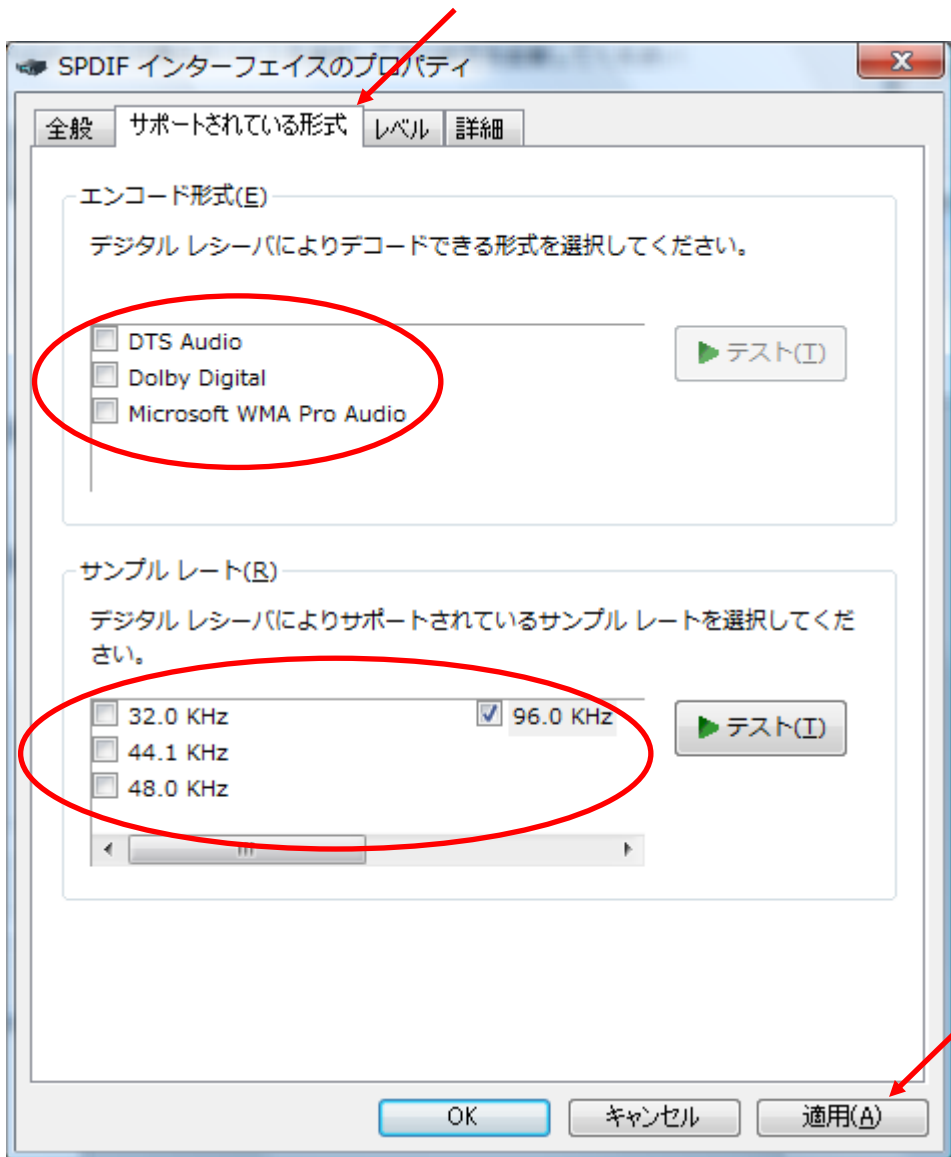 SPDIF インターフェイスのプロパティ
全般 サポートされている形式 レベル 詳細
エンコード形式(E)
デジタル レシーバによりデコードできる形式を選択してください。
DTS Audio
テスト(T)
Dolby Digital
Microsoft WMA Pro Audio
サンプル レート(R)
デジタル レシーバによりサポートされているサンプル レートを選択してくだ
さい。
32.0 KHz 96.0 KHz
テスト(T)
44.1 KHz
48.0 KHz
OK キャンセル 適用(A)